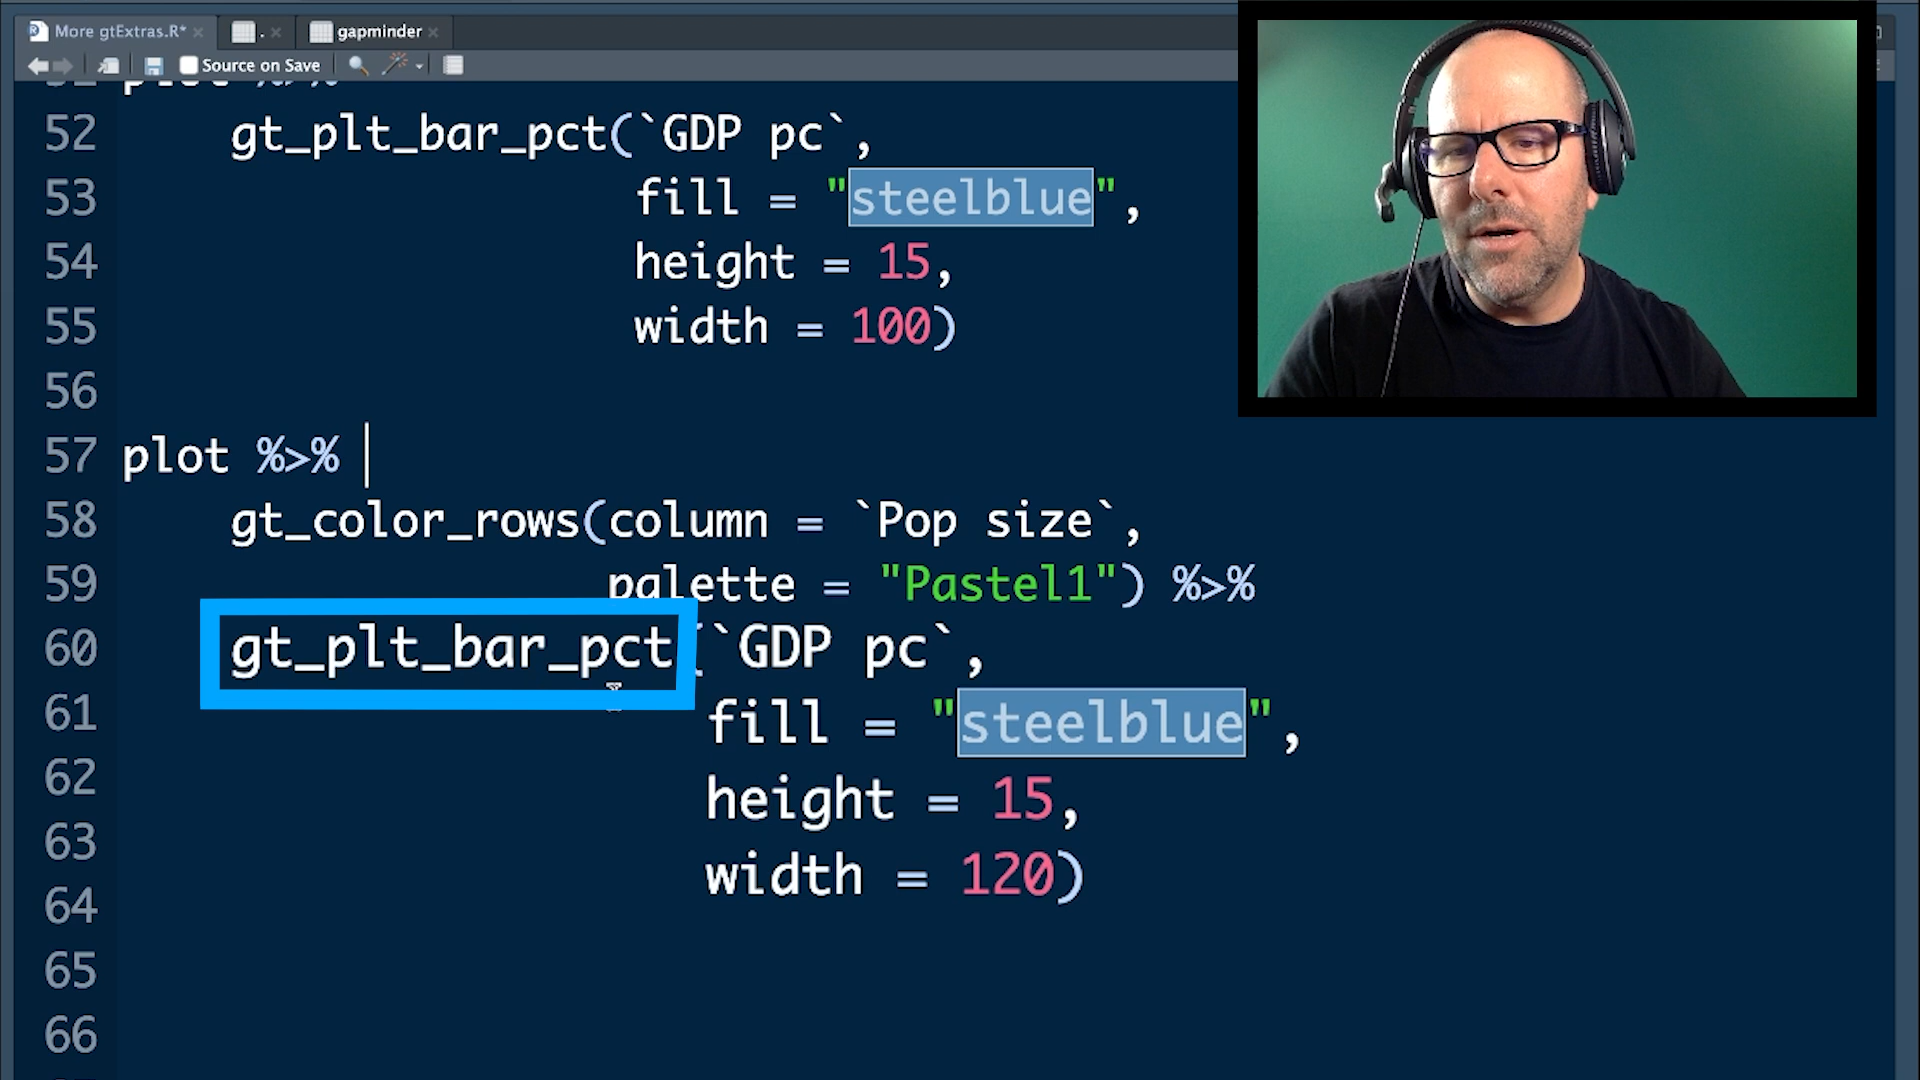 More gtExtras.R*
.
gapminder
Source on Save
52 gt_plt_bar_pct(`GDP pc`,
53 fill = "steelblue",
54 height = 15,
55 width = 100)
56
57 plot %>%
58 gt_color_rows(column = `Pop size`,
59 palette = "Pastel1") %>%
60 gt_plt_bar_pct(`GDP pc`,
61 fill = "steelblue",
62 height = 15,
63 width = 120)
64
65
66